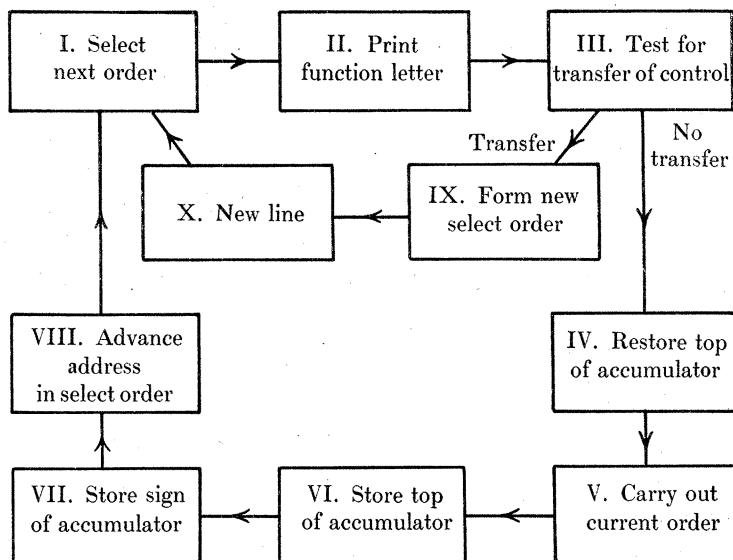 I. Select
next order
II. Print
function letter
III. Test for
transfer of control
Transfer
No
transfer
X. New line
IX. Form new
select order
VIII. Advance
address
in select order
IV. Restore top
of accumulator
VII. Store sign
of accumulator
VI. Store top
of accumulator
V. Carry out
current order